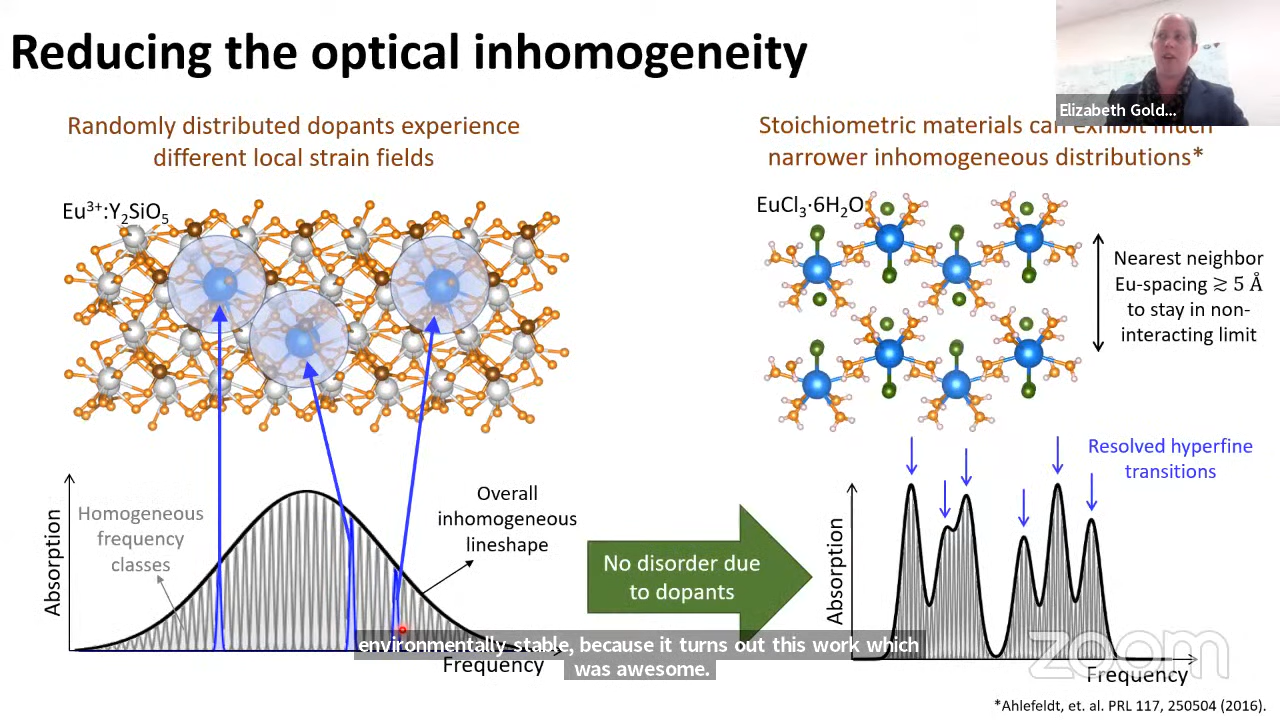 Reducing the optical inhomogeneity
Elizabeth Gold...
Randomly distributed dopants experience
different local strain fields
Eu³⁺:Y₂SiO₅
Homogeneous
frequency
classes
Overall
inhomogeneous
lineshape
Absorption
Frequency
No disorder due
to dopants
Stoichiometric materials can exhibit much
narrower inhomogeneous distributions*
EuCl₃·6H₂O
Nearest neighbor
Eu-spacing ≳ 5 Å
to stay in non-
interacting limit
Resolved hyperfine
transitions
Absorption
Frequency
environmentally stable, because it turns out this work which
was awesome.
zoom
*Ahlefeldt, et. al. PRL 117, 250504 (2016).